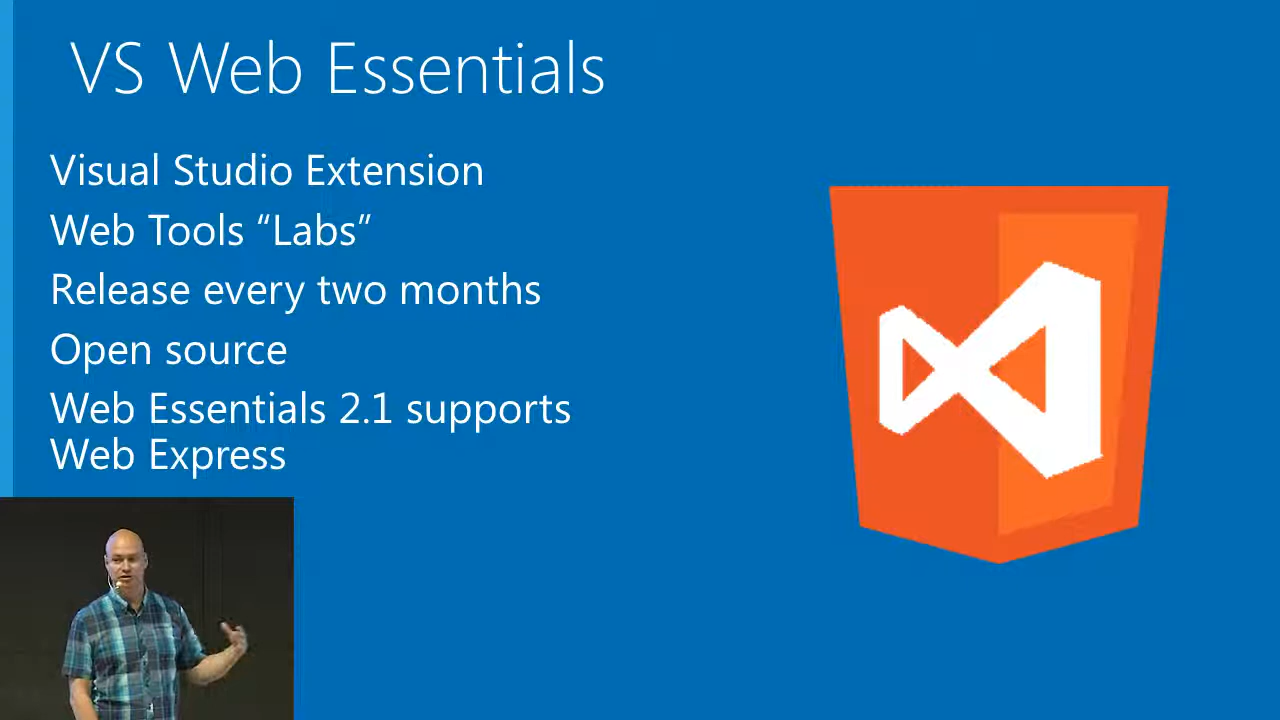 VS Web Essentials
Visual Studio Extension
Web Tools “Labs”
Release every two months
Open source
Web Essentials 2.1 supports
Web Express